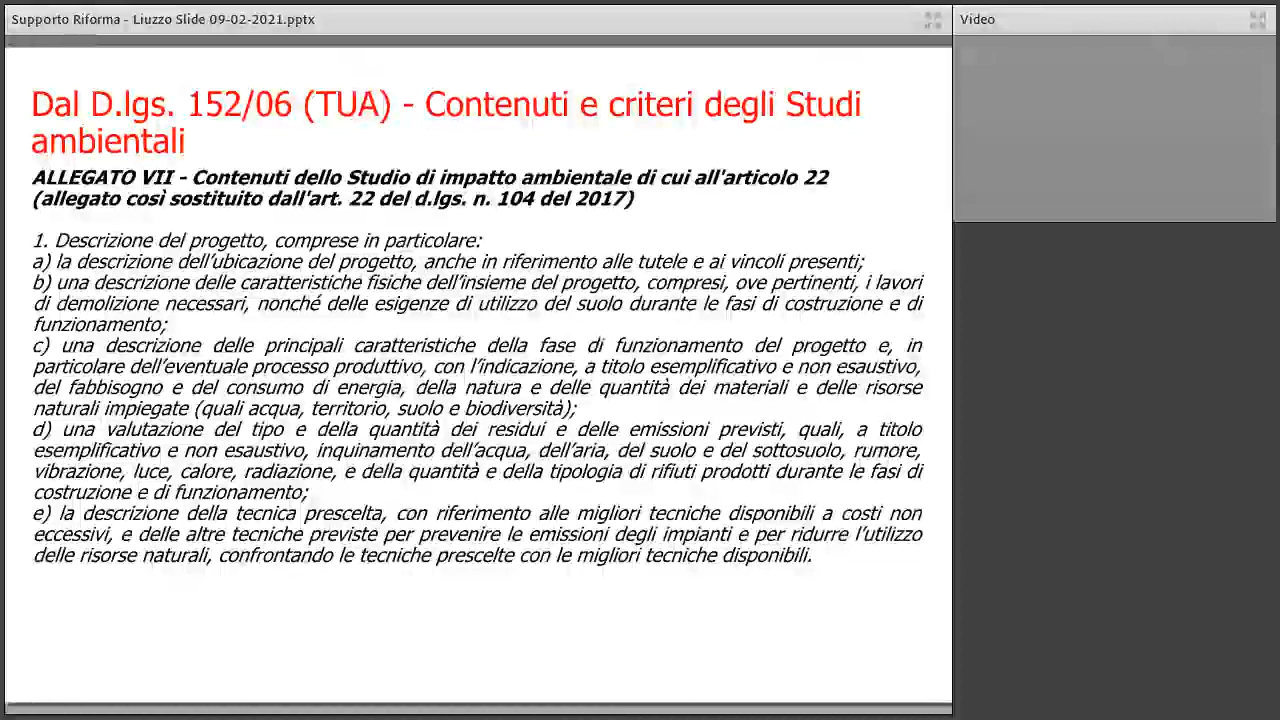 Supporto Riforma - Liuzzo Slide 09-02-2021.pptx
Video
Dal D.lgs. 152/06 (TUA) - Contenuti e criteri degli Studi
ambientali
ALLEGATO VII - Contenuti dello Studio di impatto ambientale di cui all'articolo 22
(allegato così sostituito dall'art. 22 del d.lgs. n. 104 del 2017)
1. Descrizione del progetto, comprese in particolare:
a) la descrizione dell’ubicazione del progetto, anche in riferimento alle tutele e ai vincoli presenti;
b) una descrizione delle caratteristiche fisiche dell’insieme del progetto, compresi, ove pertinenti, i lavori
di demolizione necessari, nonché delle esigenze di utilizzo del suolo durante le fasi di costruzione e di
funzionamento;
c) una descrizione delle principali caratteristiche della fase di funzionamento del progetto e, in
particolare dell’eventuale processo produttivo, con l’indicazione, a titolo esemplificativo e non esaustivo,
del fabbisogno e del consumo di energia, della natura e delle quantità dei materiali e delle risorse
naturali impiegate (quali acqua, territorio, suolo e biodiversità);
d) una valutazione del tipo e della quantità dei residui e delle emissioni previsti, quali, a titolo
esemplificativo e non esaustivo, inquinamento dell’acqua, dell’aria, del suolo e del sottosuolo, rumore,
vibrazione, luce, calore, radiazione, e della quantità e della tipologia di rifiuti prodotti durante le fasi di
costruzione e di funzionamento;
e) la descrizione della tecnica prescelta, con riferimento alle migliori tecniche disponibili a costi non
eccessivi, e delle altre tecniche previste per prevenire le emissioni degli impianti e per ridurre l’utilizzo
delle risorse naturali, confrontando le tecniche prescelte con le migliori tecniche disponibili.